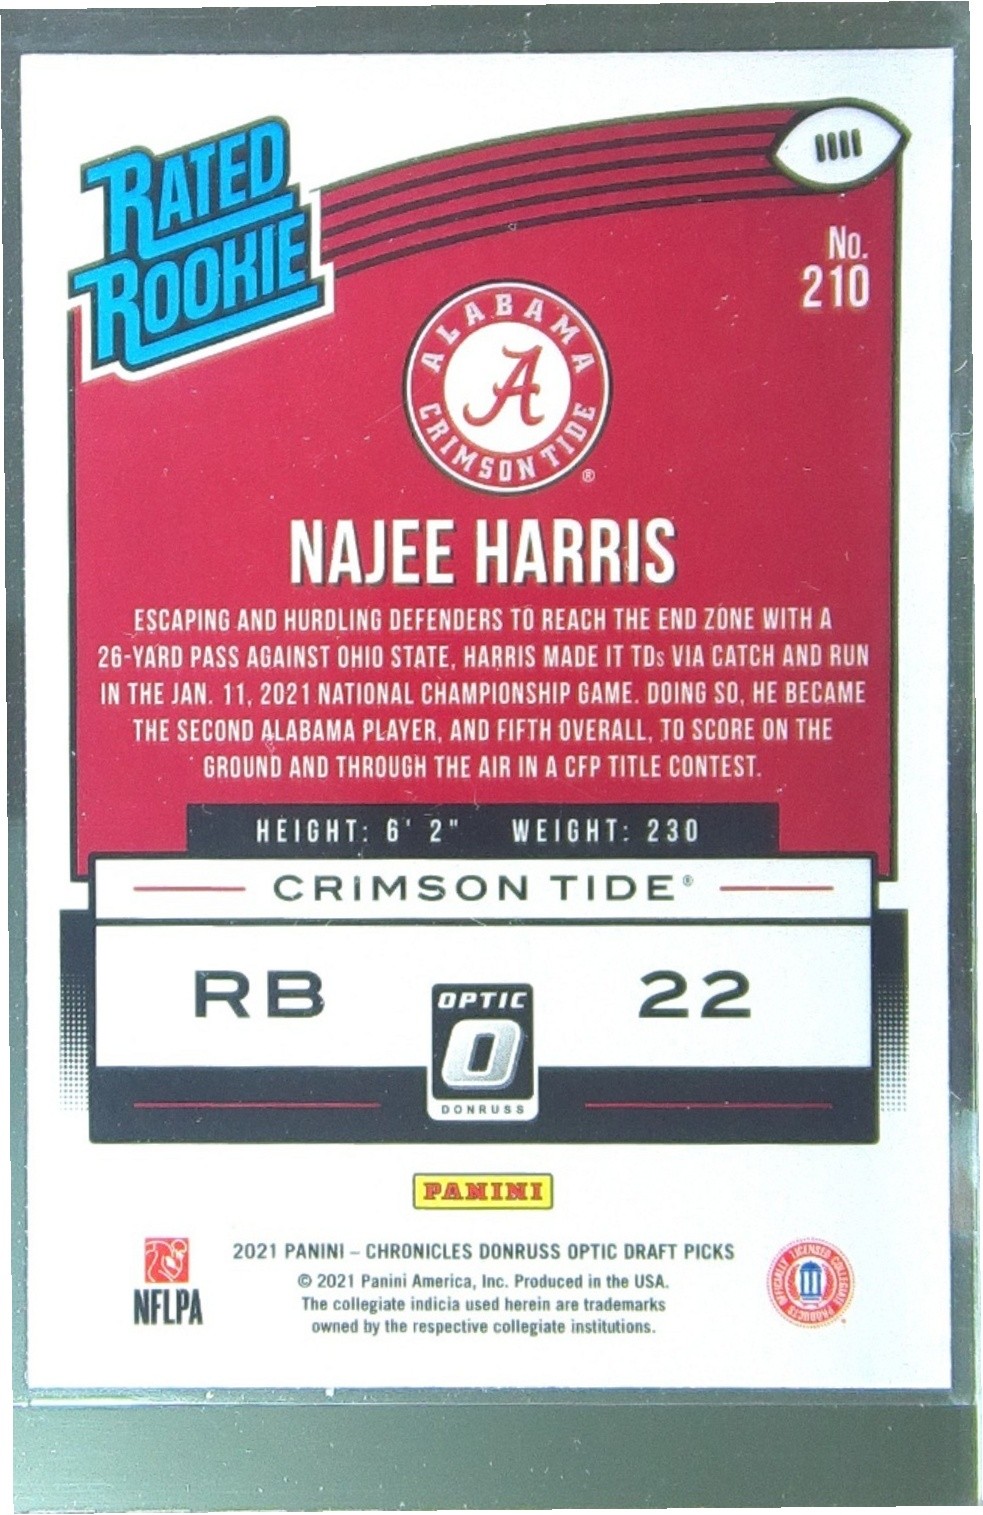 RATED
ROOKIE
No.
210
ALABAMA
A
CRIMSON TIDE
®
NAJEE HARRIS
ESCAPING AND HURDLING DEFENDERS TO REACH THE END ZONE WITH A
26-YARD PASS AGAINST OHIO STATE, HARRIS MADE IT TDs VIA CATCH AND RUN
IN THE JAN. 11, 2021 NATIONAL CHAMPIONSHIP GAME. DOING SO, HE BECAME
THE SECOND ALABAMA PLAYER, AND FIFTH OVERALL, TO SCORE ON THE
GROUND AND THROUGH THE AIR IN A CFP TITLE CONTEST.
HEIGHT: 6' 2" WEIGHT: 230
CRIMSON TIDE®
RB 22
OPTIC
O
DONRUSS
PANINI
2021 PANINI – CHRONICLES DONRUSS OPTIC DRAFT PICKS
© 2021 Panini America, Inc. Produced in the USA.
The collegiate indicia used herein are trademarks
owned by the respective collegiate institutions.
NFLPA
OFFICIALLY LICENSED COLLEGIATE PRODUCTS